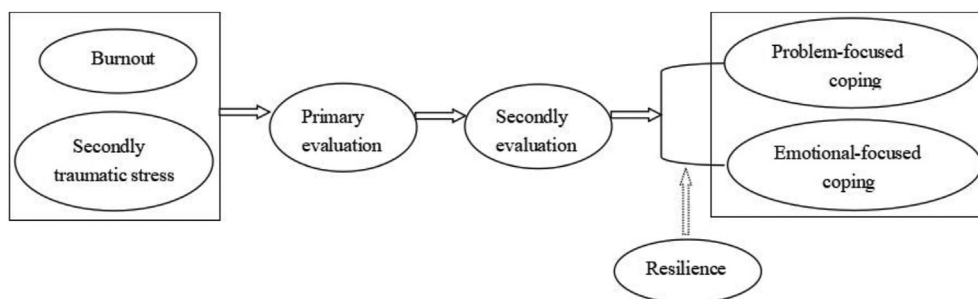 Burnout
Secondly
traumatic stress
Primary
evaluation
Secondly
evaluation
Problem-focused
coping
Emotional-focused
coping
Resilience